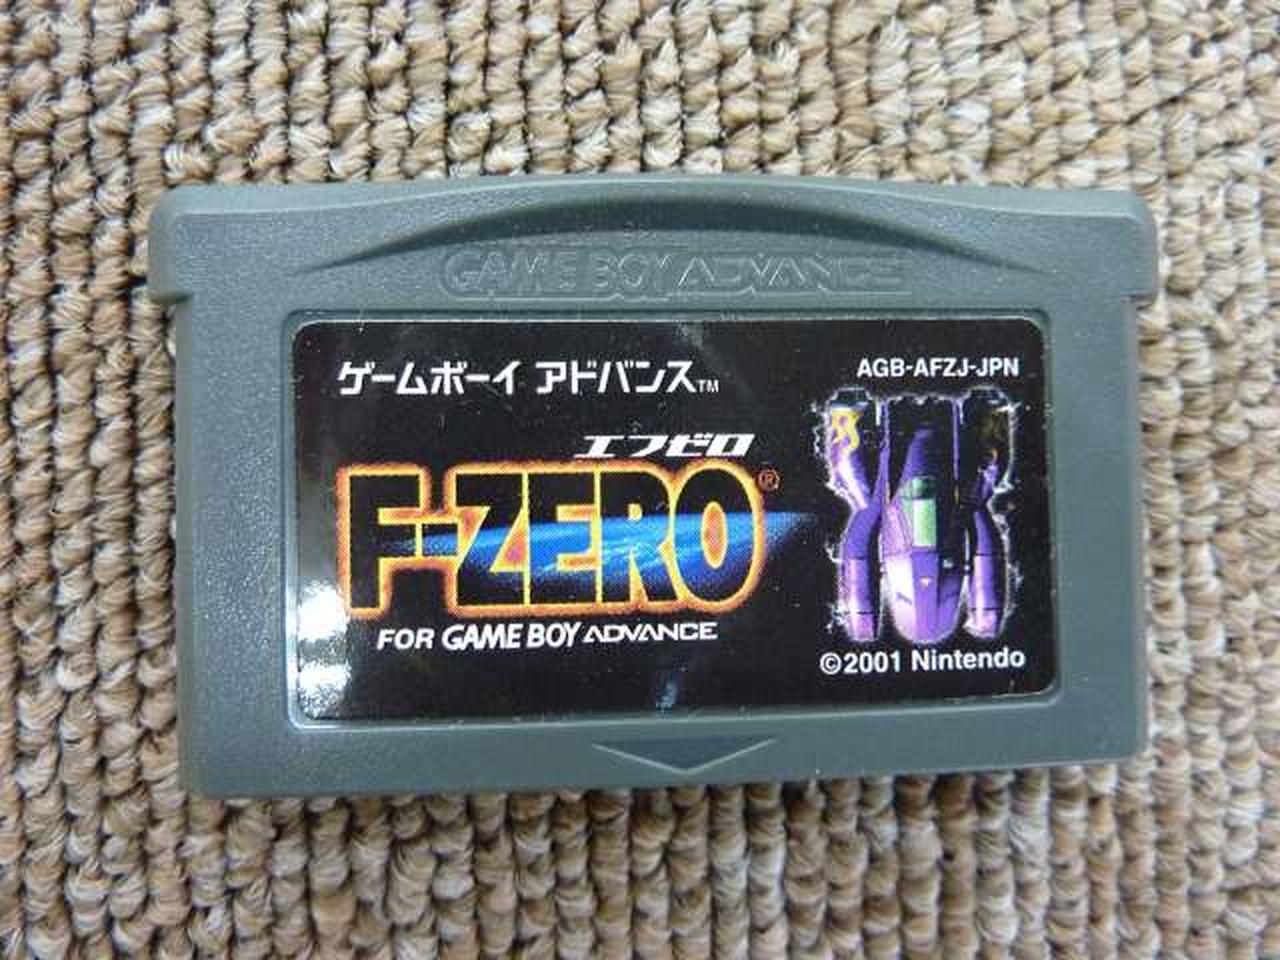 GAME BOY ADVANCE
ゲームボーイ アドバンス™
AGB-AFZJ-JPN
エフゼロ
F-ZERO®
FOR GAME BOY ADVANCE
©2001 Nintendo